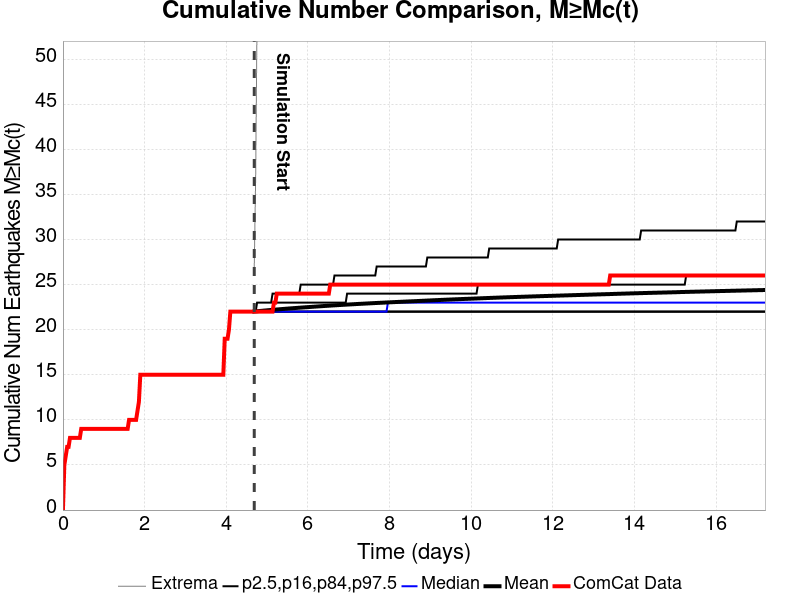 Cumulative Number Comparison, M≥Mc(t)
Cumulative Num Earthquakes M≥Mc(t)
50
45
40
35
30
25
20
15
10
5
0
Simulation Start
0 2 4 6 8 10 12 14 16
Time (days)
Extrema p2.5,p16,p84,p97.5 Median Mean ComCat Data